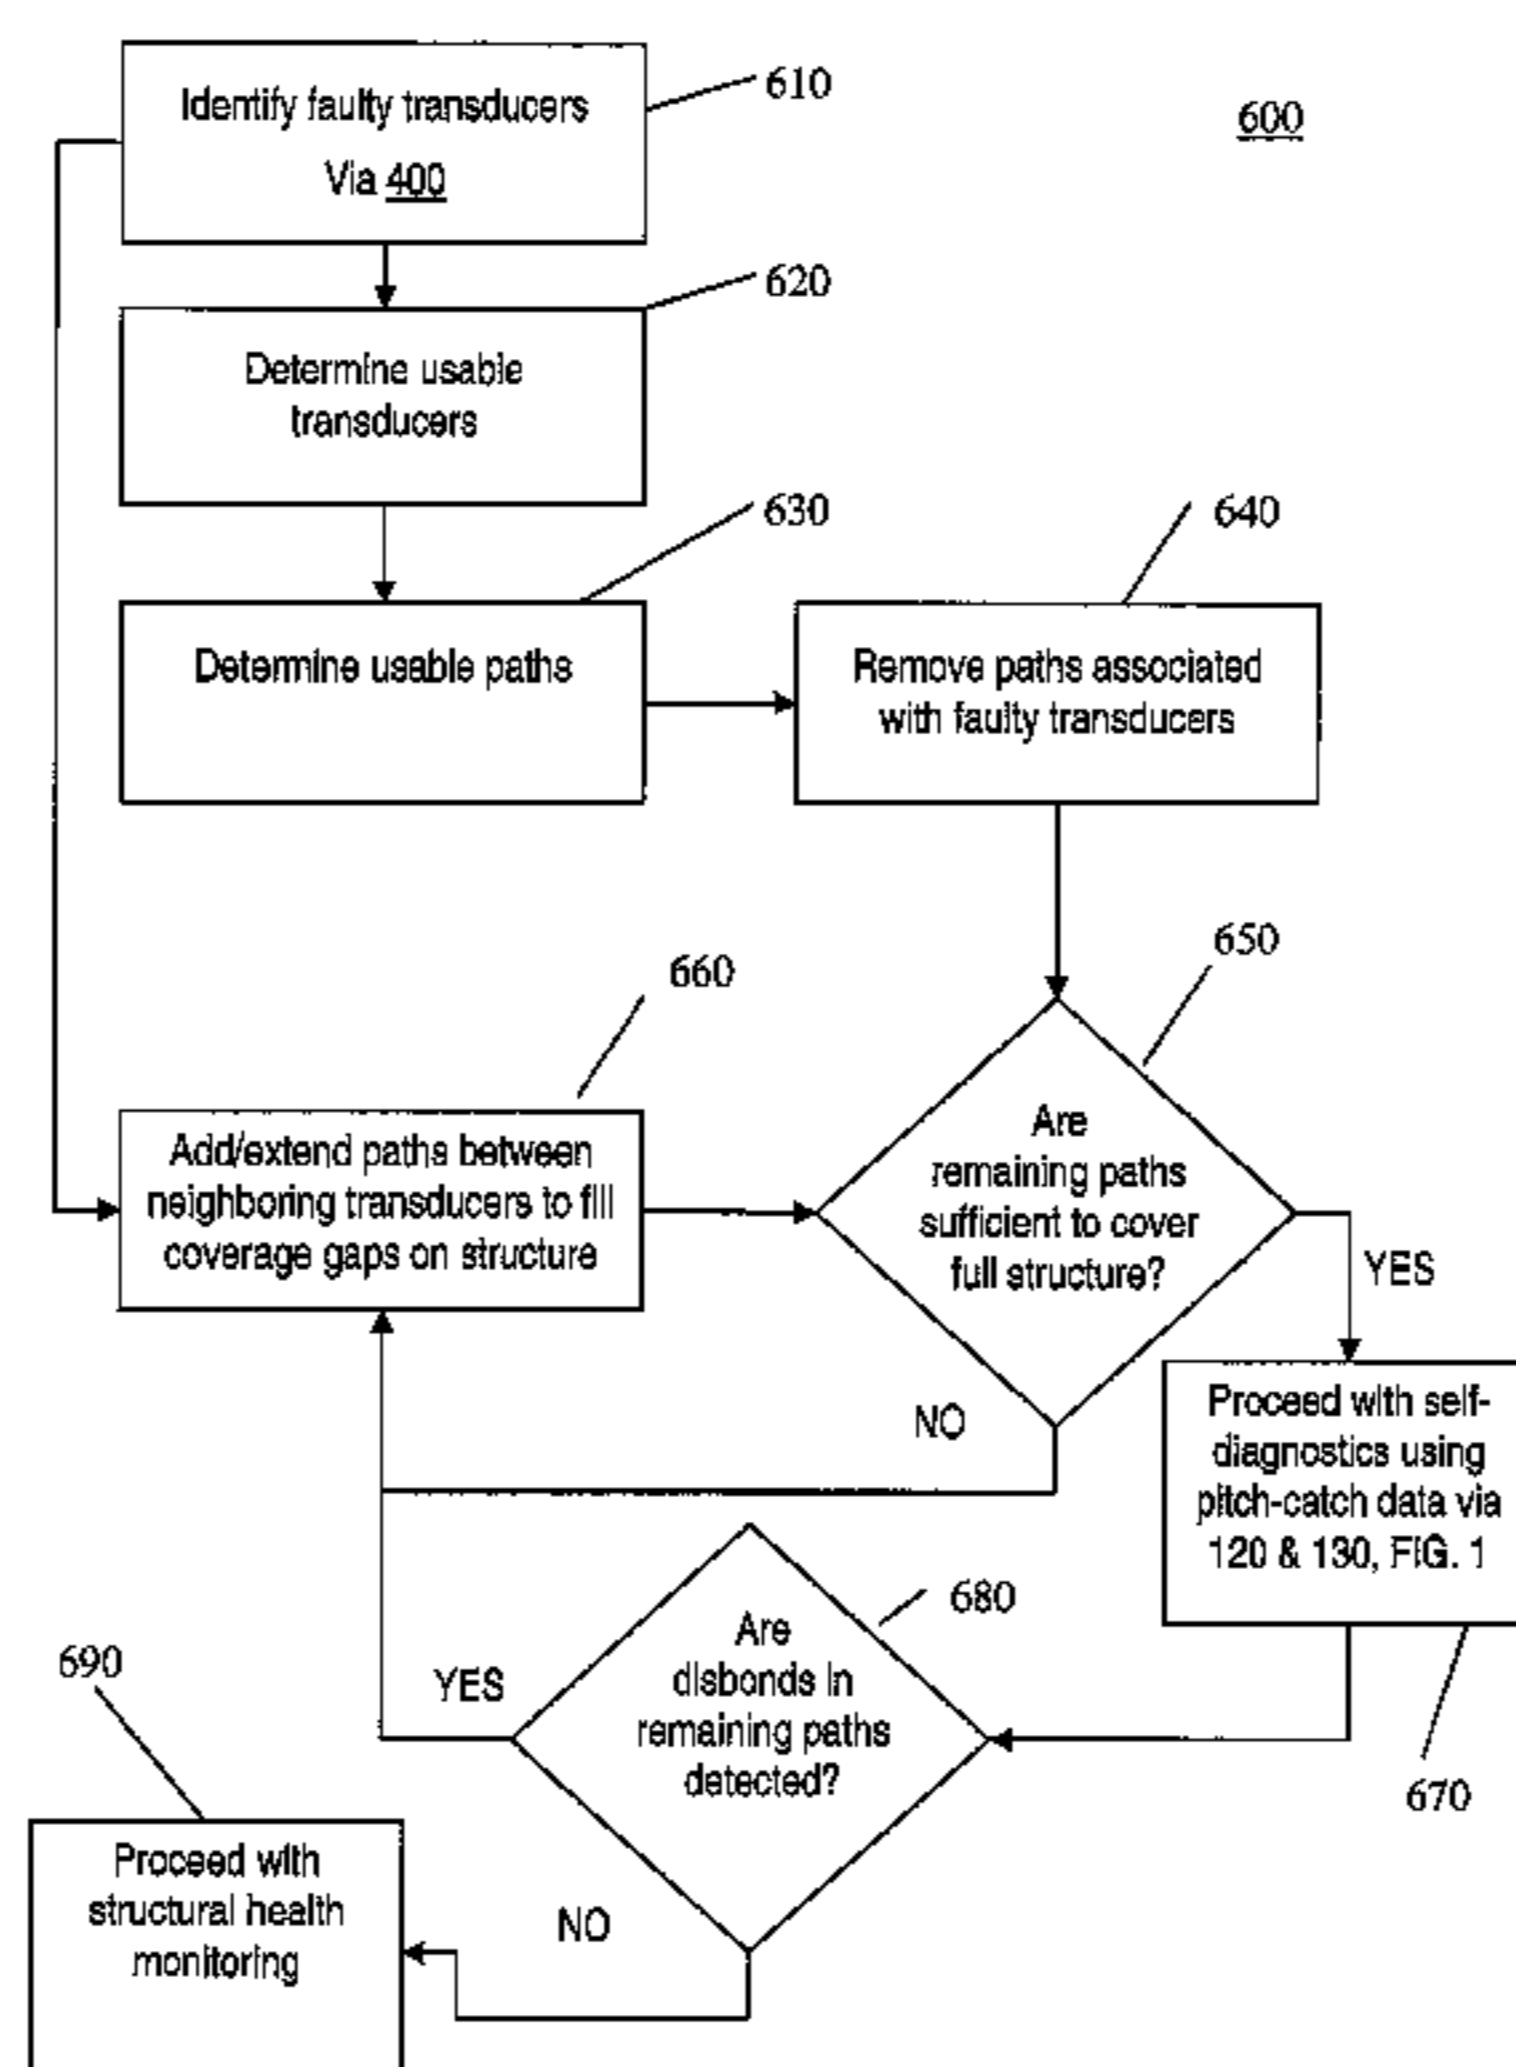 610
600
Identify faulty transducers
Via 400
620
Determine usable
transducers
630
640
Determine usable paths
Remove paths associated
with faulty transducers
650
660
Add/extend paths between
neighboring transducers to fill
coverage gaps on structure
Are
remaining paths
sufficient to cover
full structure?
YES
NO
Proceed with self-
diagnostics using
pitch-catch data via
120 & 130, FIG. 1
680
Are
disbonds in
remaining paths
detected?
YES
690
670
Proceed with
structural health
monitoring
NO